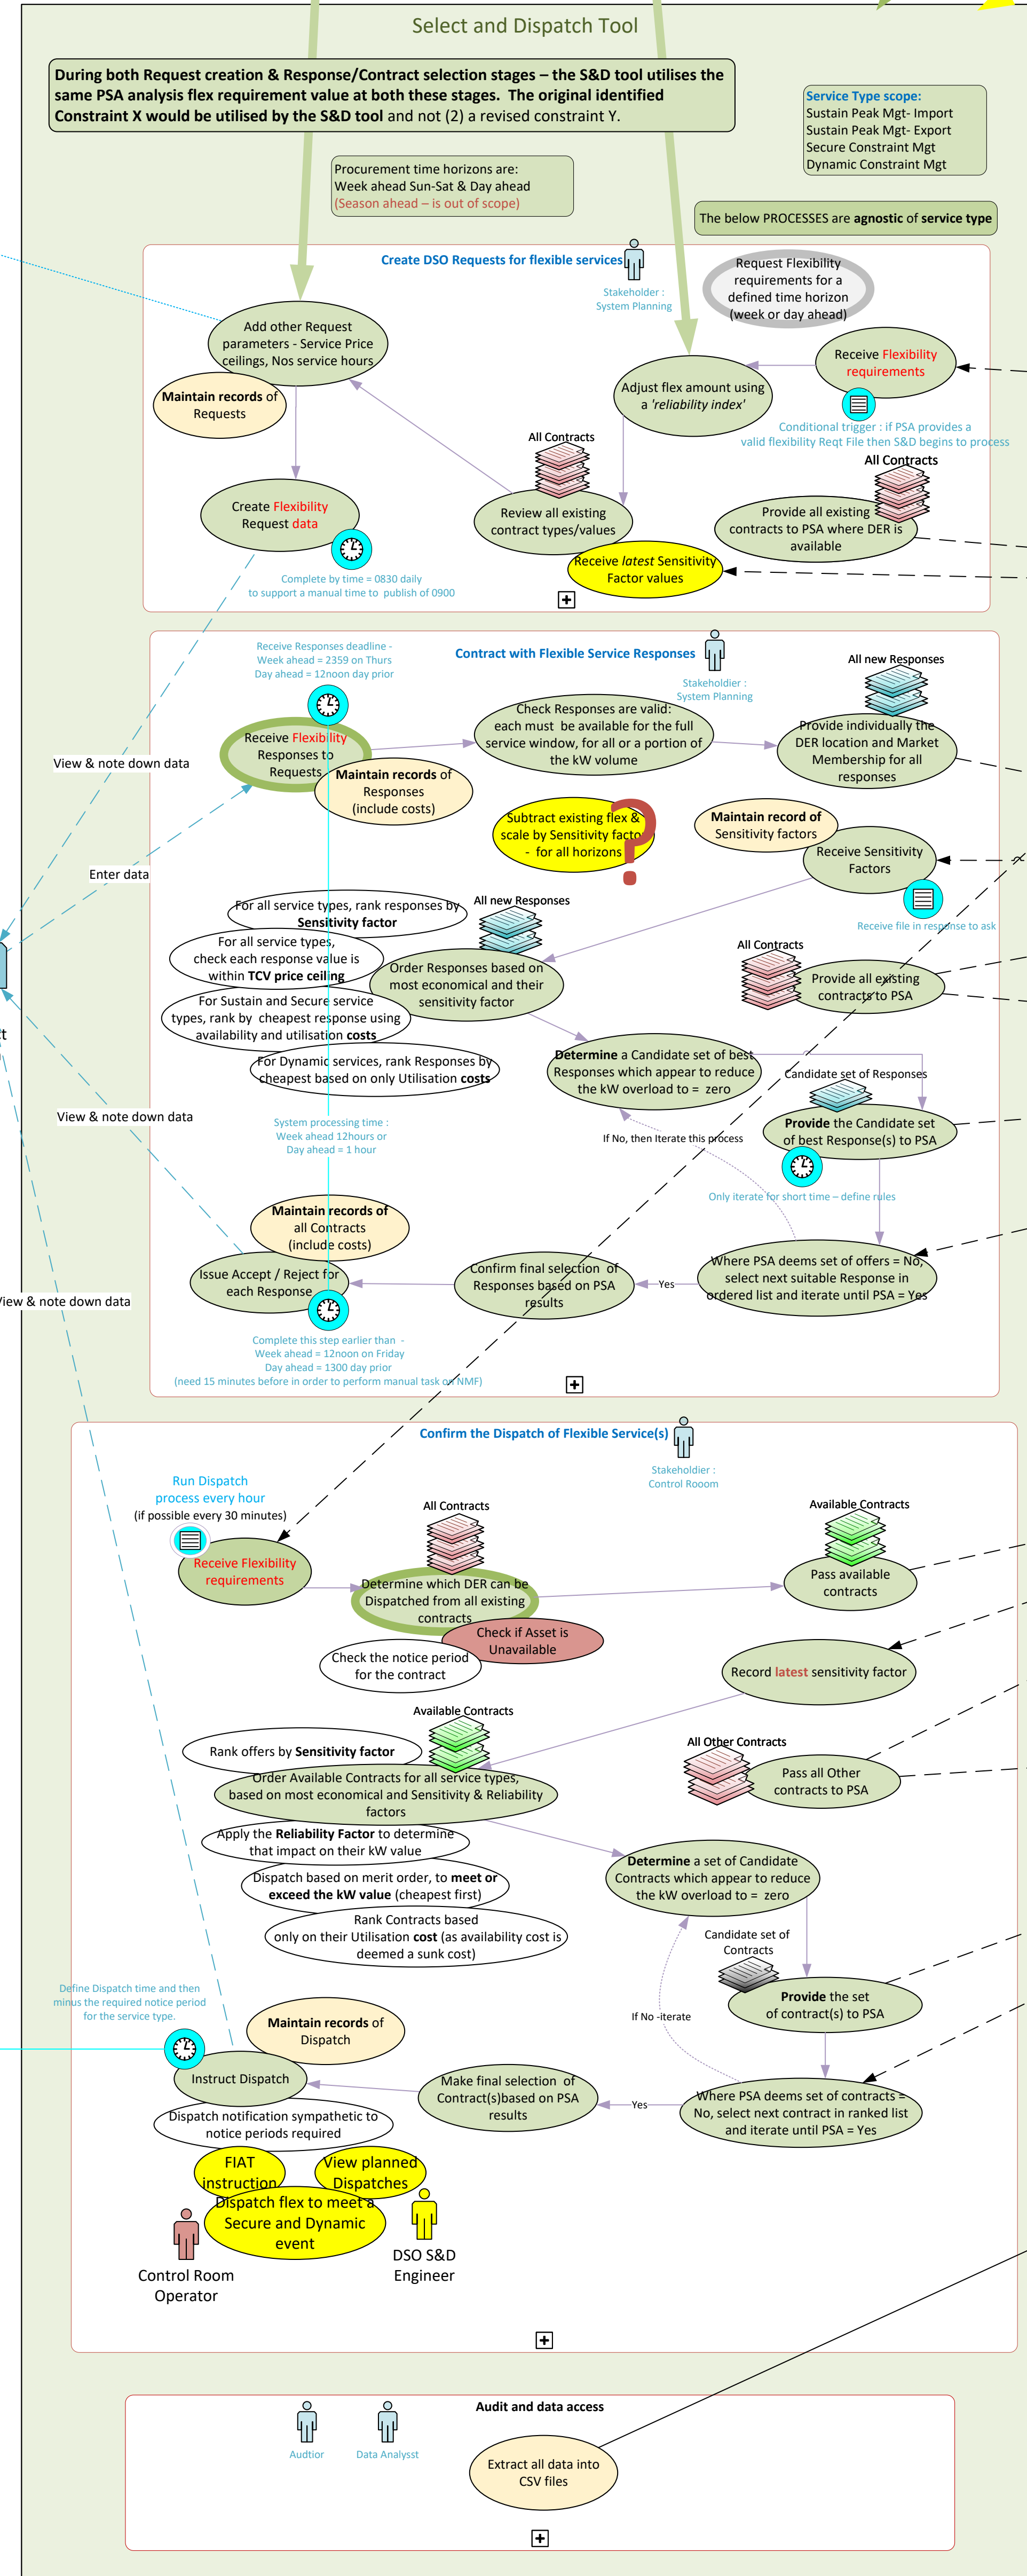 Select and Dispatch Tool
During both Request creation & Response/Contract selection stages – the S&D tool utilises the
same PSA analysis flex requirement value at both these stages.  The original identified
Constraint X would be utilised by the S&D tool and not (2) a revised constraint Y.
Service Type scope:
Sustain Peak Mgt- Import
Sustain Peak Mgt- Export
Secure Constraint Mgt
Dynamic Constraint Mgt
Procurement time horizons are:
Week ahead Sun-Sat & Day ahead
(Season ahead – is out of scope)
The below PROCESSES are agnostic of service type
Create DSO Requests for flexible services
Stakeholder :
System Planning
Request Flexibility
requirements for a
defined time horizon
(week or day ahead)
Add other Request
parameters - Service Price
ceilings, Nos service hours
Receive Flexibility
requirements
Adjust flex amount using
a 'reliability index'
Maintain records of
Requests
Conditional trigger : if PSA provides a
valid flexibility Reqt File then S&D begins to process
All Contracts
All Contracts
Create Flexibility
Request data
Review all existing
contract types/values
Provide all existing
contracts to PSA where DER is
available
Receive latest Sensitivity
Factor values
Complete by time = 0830 daily
to support a manual time to  publish of 0900
Receive Responses deadline -
Week ahead = 2359 on Thurs
Day ahead = 12noon day prior
Contract with Flexible Service Responses
Stakeholdier :
System Planning
All new Responses
Receive Flexibility
Responses to
Requests
Check Responses are valid:
each must  be available for the full
service window, for all or a portion of
the kW volume
Provide individually the
DER location and Market
Membership for all
responses
View & note down data
Maintain records of
Responses
(include costs)
Subtract existing flex &
scale by Sensitivity factor
-  for all horizons
?
Maintain record of
Sensitivity factors
Receive Sensitivity
Factors
Enter data
Receive file in response to ask
For all service types, rank responses by
Sensitivity factor
All new Responses
For all service types,
check each response value is
within TCV price ceiling
All Contracts
Order Responses based on
most economical and their
sensitivity factor
Provide all existing
contracts to PSA
For Sustain and Secure service
types, rank by  cheapest response using
availability and utilisation costs
For Dynamic services, rank Responses by
cheapest based on only Utilisation costs
Determine a Candidate set of best
Responses which appear to reduce
the kW overload to =  zero
Candidate set of Responses
View & note down data
System processing time :
Week ahead 12hours or
Day ahead = 1 hour
Provide the Candidate set
of best Response(s) to PSA
If No, then Iterate this process
Only iterate for short time – define rules
Maintain records of
all Contracts
(include costs)
Issue Accept / Reject for
each Response
Confirm final selection  of
Responses based on PSA
results
Yes
Where PSA deems set of offers = No,
select next suitable Response in
ordered list and iterate until PSA = Yes
View & note down data
Complete this step earlier than  -
Week ahead = 12noon on Friday
Day ahead = 1300 day prior
(need 15 minutes before in order to perform manual task on NMF)
Confirm the Dispatch of Flexible Service(s)
Stakeholdier :
Control Rooom
Run Dispatch
process every hour
(if possible every 30 minutes)
All Contracts
Available Contracts
Receive Flexibility
requirements
Determine which DER can be
Dispatched from all existing
contracts
Pass available
contracts
Check if Asset is
Unavailable
Check the notice period
for the contract
Record latest sensitivity factor
Available Contracts
Rank offers by Sensitivity factor
All Other Contracts
Order Available Contracts for all service types,
based on most economical and Sensitivity & Reliability
factors
Pass all Other
contracts to PSA
Apply the Reliability Factor to determine
that impact on their kW value
Determine a set of Candidate
Contracts which appear to reduce
the kW overload to =  zero
Dispatch based on merit order, to meet or
exceed the kW value (cheapest first)
Rank Contracts based
only on their Utilisation cost (as availability cost is
deemed a sunk cost)
Candidate set of
Contracts
Define Dispatch time and then
minus the required notice period
for the service type.
Provide the set
of contract(s) to PSA
Maintain records of
Dispatch
If No -iterate
Instruct Dispatch
Make final selection  of
Contract(s)based on PSA
results
Yes
Where PSA deems set of contracts =
No, select next contract in ranked list
and iterate until PSA = Yes
Dispatch notification sympathetic to
notice periods required
FIAT
instruction
View planned
Dispatches
Dispatch flex to meet a
Secure and Dynamic
event
Control Room
Operator
DSO S&D
Engineer
Audit and data access
Audtior
Data Analysst
Extract all data into
CSV files